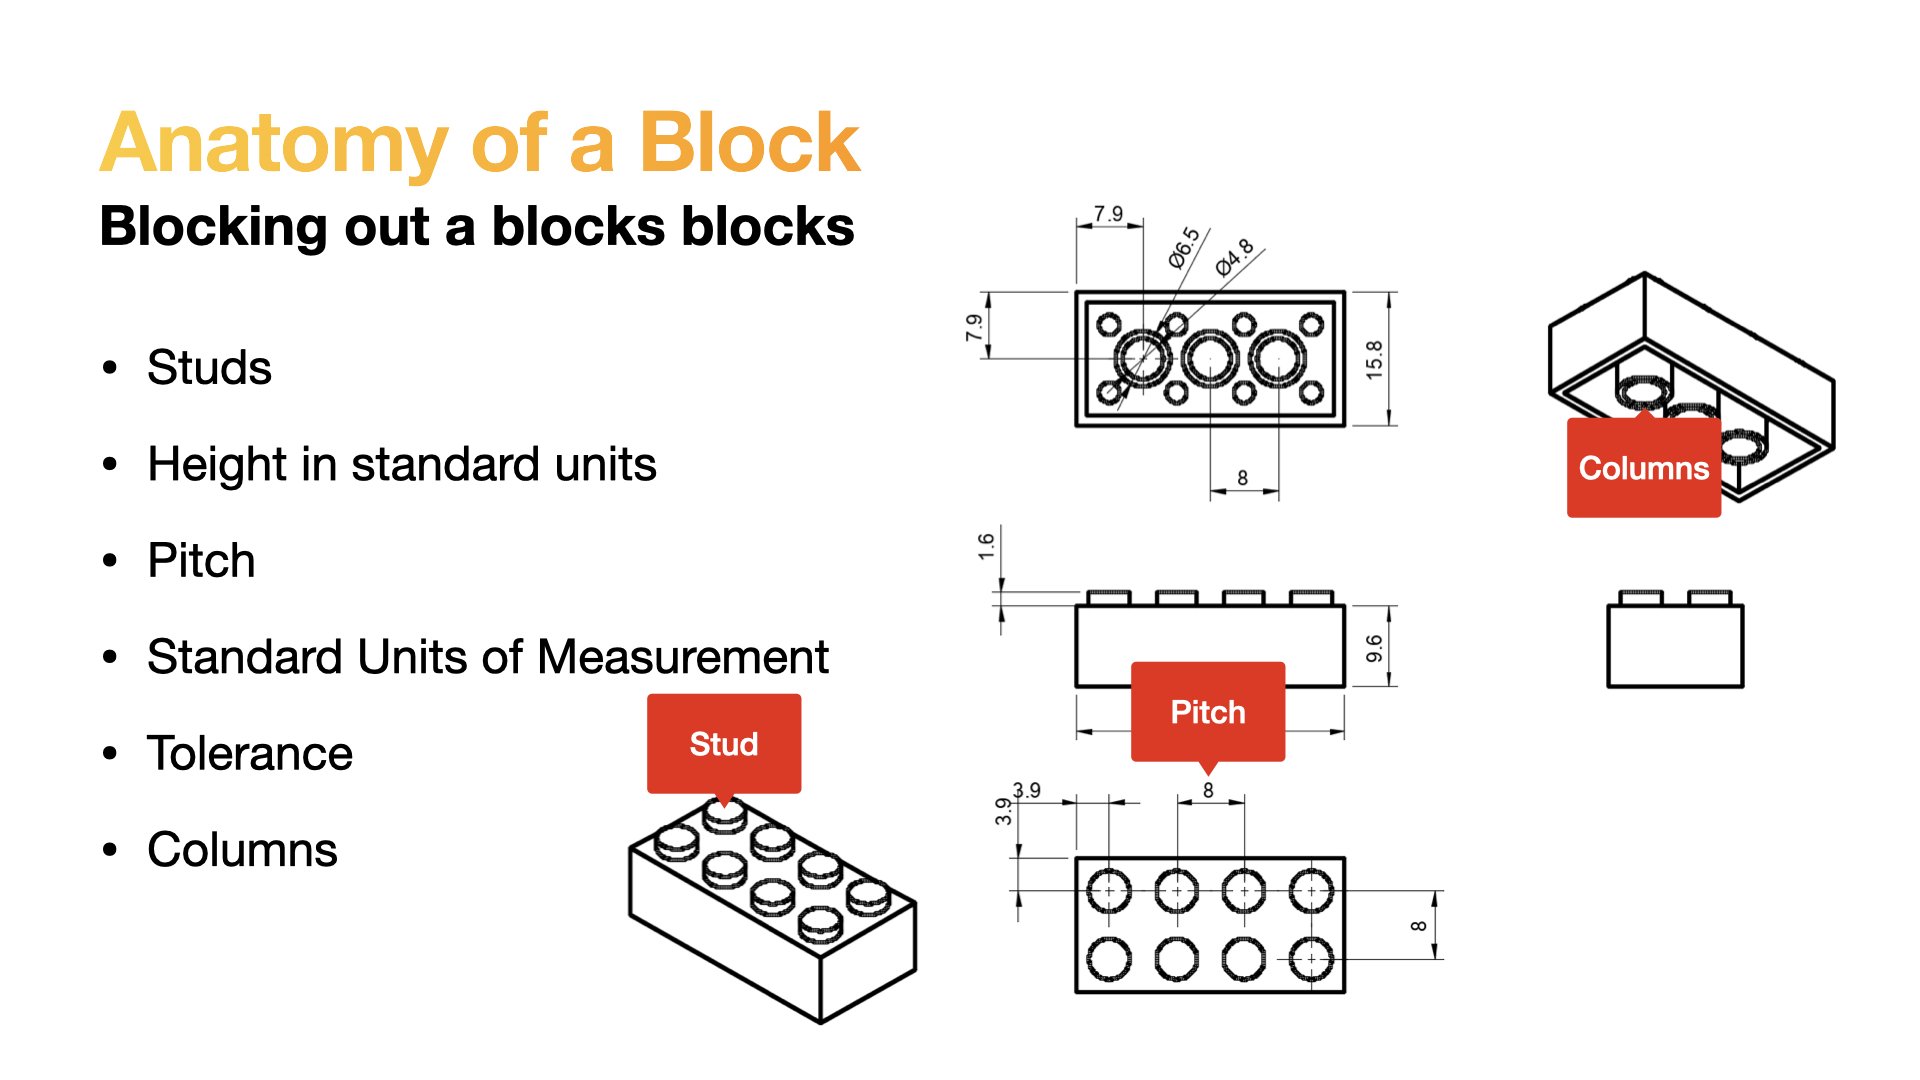 Anatomy of a Block
Blocking out a blocks blocks
• Studs
• Height in standard units
• Pitch
• Standard Units of Measurement
• Tolerance
• Columns
Stud
7.9
Ø6.5
Ø4.8
7.9
15.8
8
Columns
1.6
9.6
Pitch
3.9
3.9
8
8